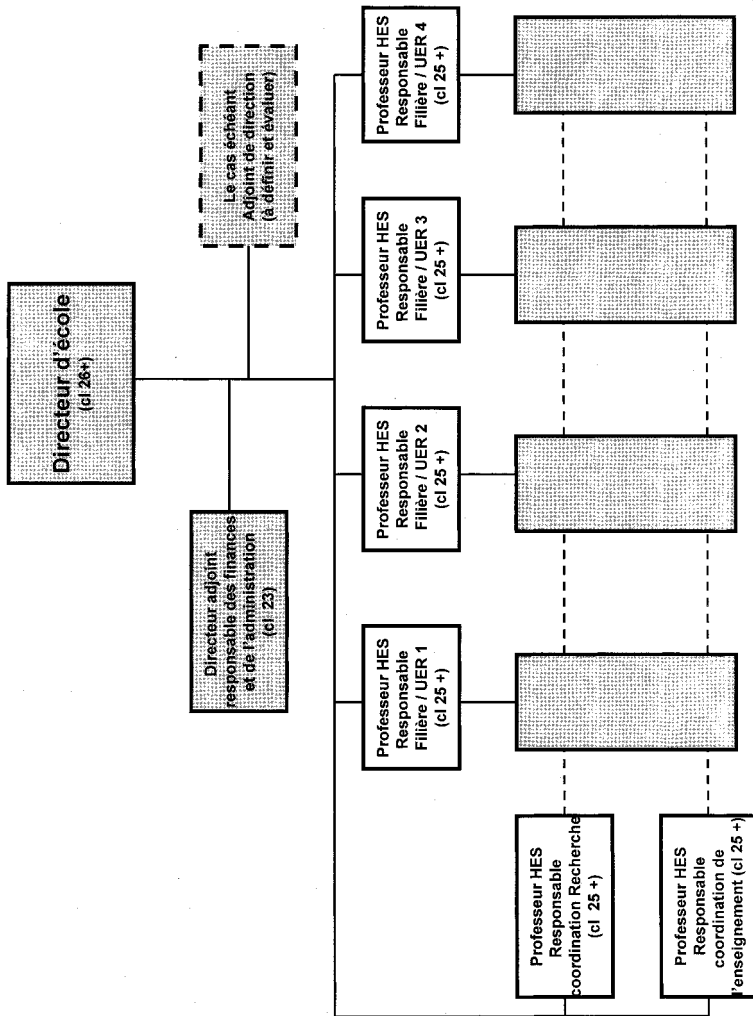 Directeur d'école
(cl 26+)
Directeur adjoint
responsable des finances
et de l'administration
(cl 23)
Le cas échéant
Adjoint de direction
(à définir et évaluer)
Professeur HES
Responsable
Filière / UER 1
(cl 25 +)
Professeur HES
Responsable
Filière / UER 2
(cl 25 +)
Professeur HES
Responsable
Filière / UER 3
(cl 25 +)
Professeur HES
Responsable
Filière / UER 4
(cl 25 +)
Professeur HES
Responsable
coordination Recherche
(cl 25 +)
Professeur HES
Responsable
coordination de
l'enseignement (cl 25 +)